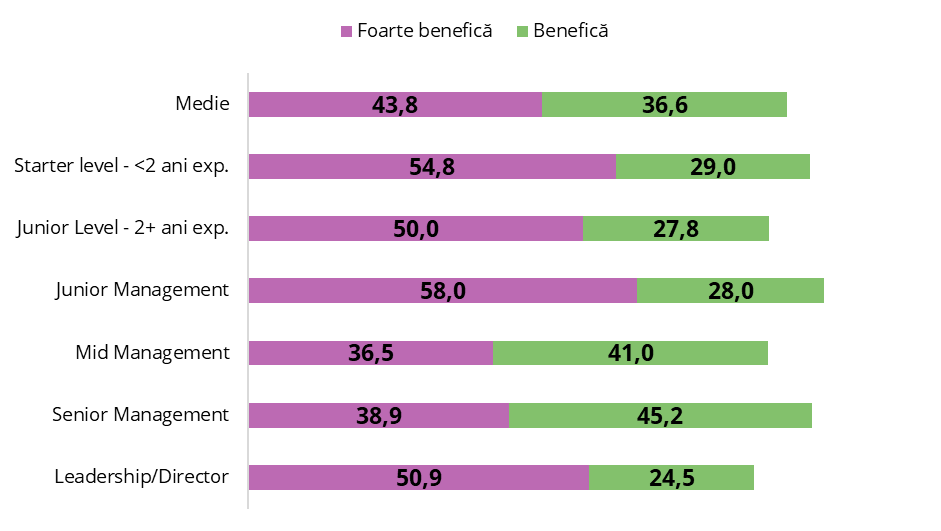 Foarte benefică Benefică
Medie 43,8 36,6
Starter level - <2 ani exp. 54,8 29,0
Junior Level - 2+ ani exp. 50,0 27,8
Junior Management 58,0 28,0
Mid Management 36,5 41,0
Senior Management 38,9 45,2
Leadership/Director 50,9 24,5